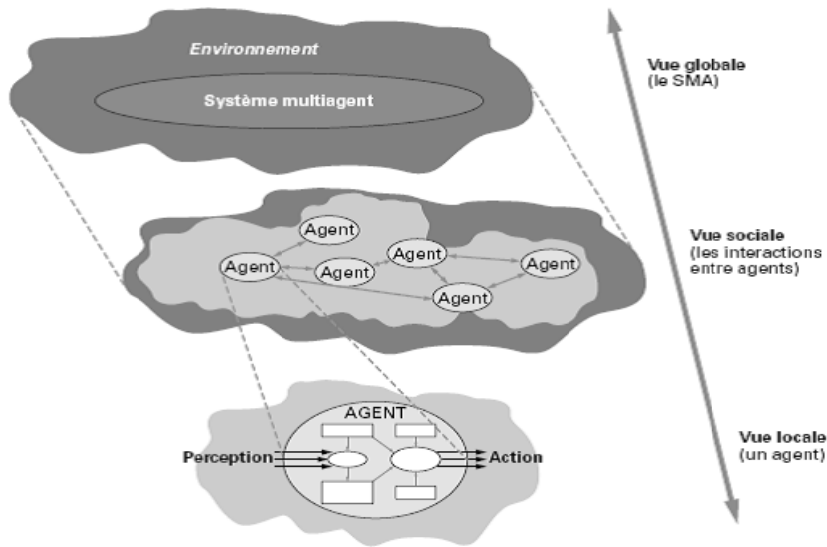 Environnement
Système multiagent
Vue globale
(le SMA)
Agent
Agent
Agent
Agent
Agent
Agent
Vue sociale
(les interactions
entre agents)
AGENT
Perception
Action
Vue locale
(un agent)